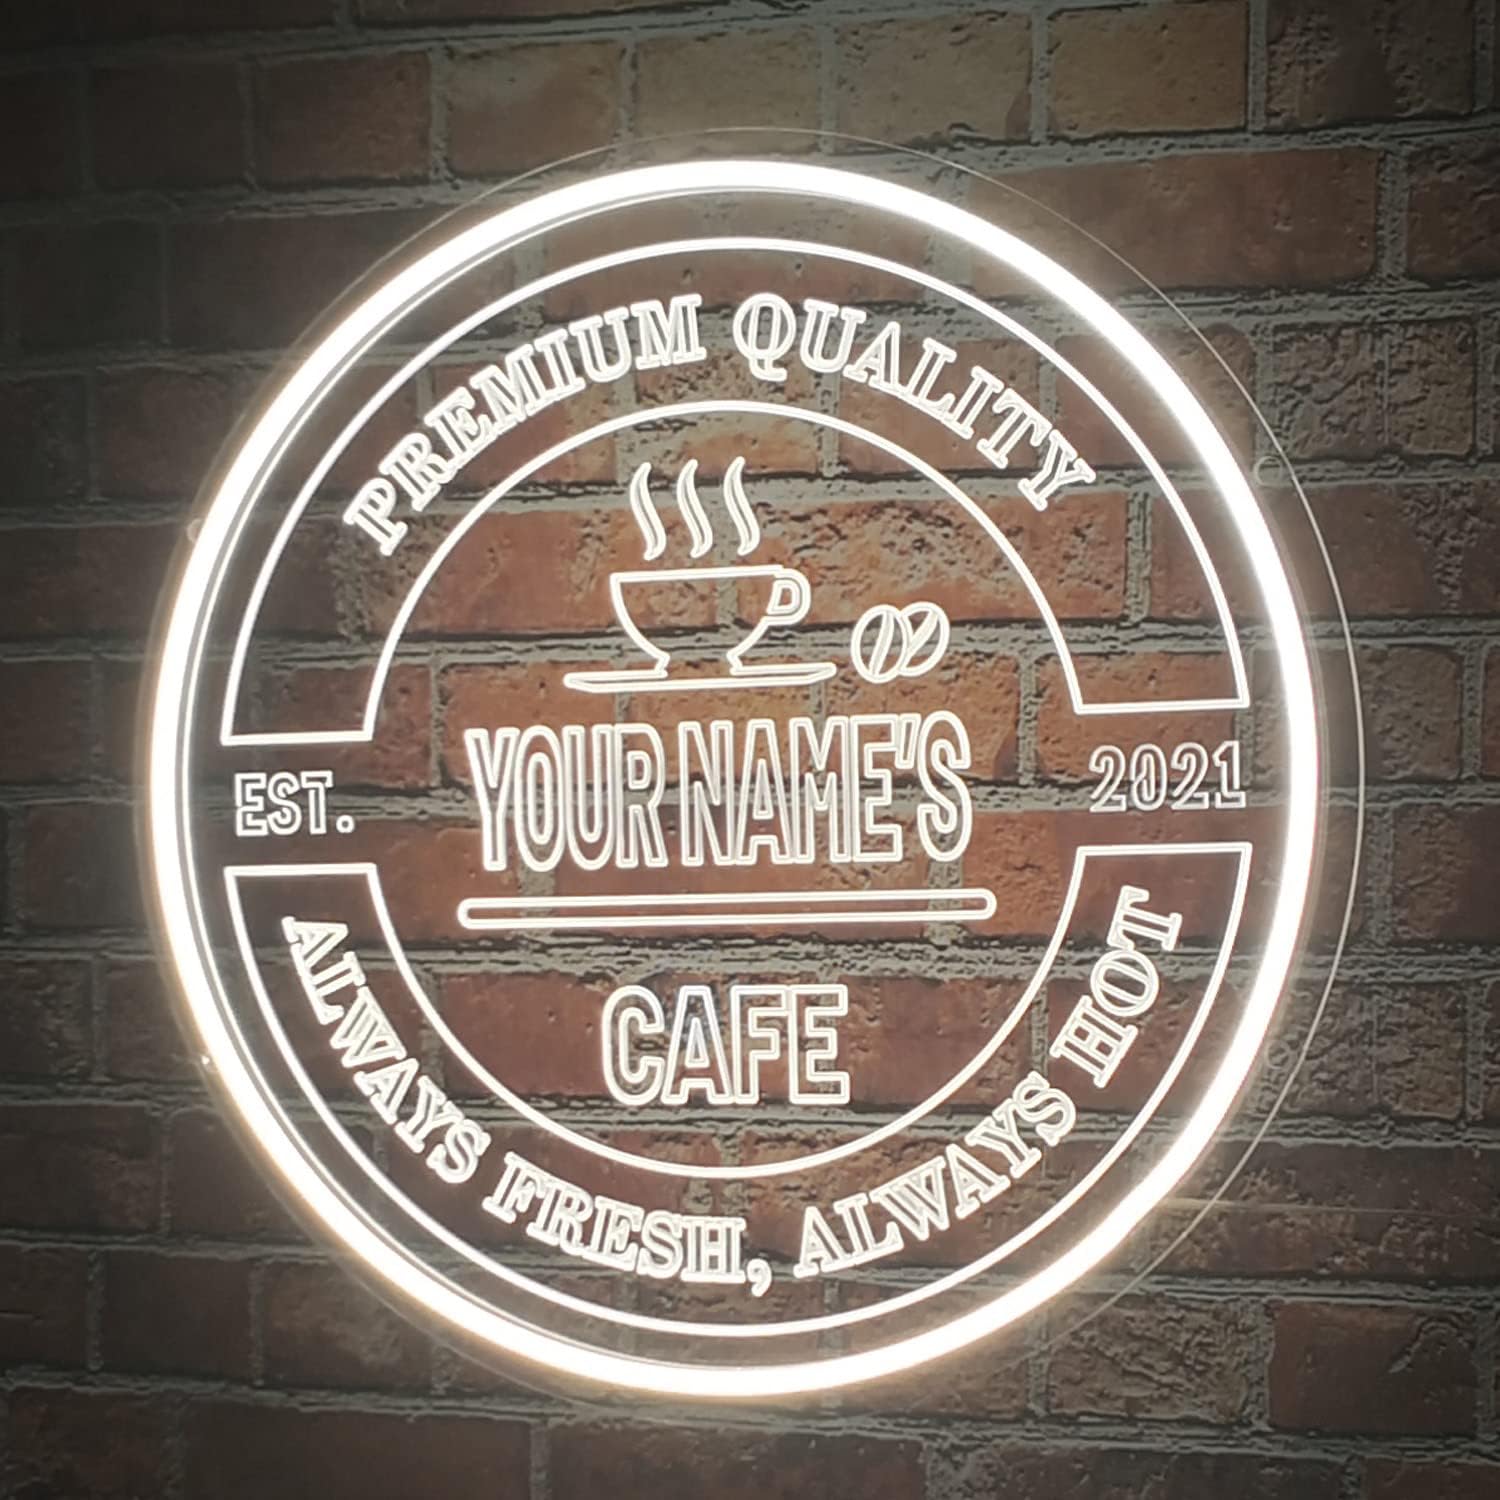 PREMIUM QUALITY
YOUR NAME'S
EST.
2021
CAFE
ALWAYS FRESH, ALWAYS HOT